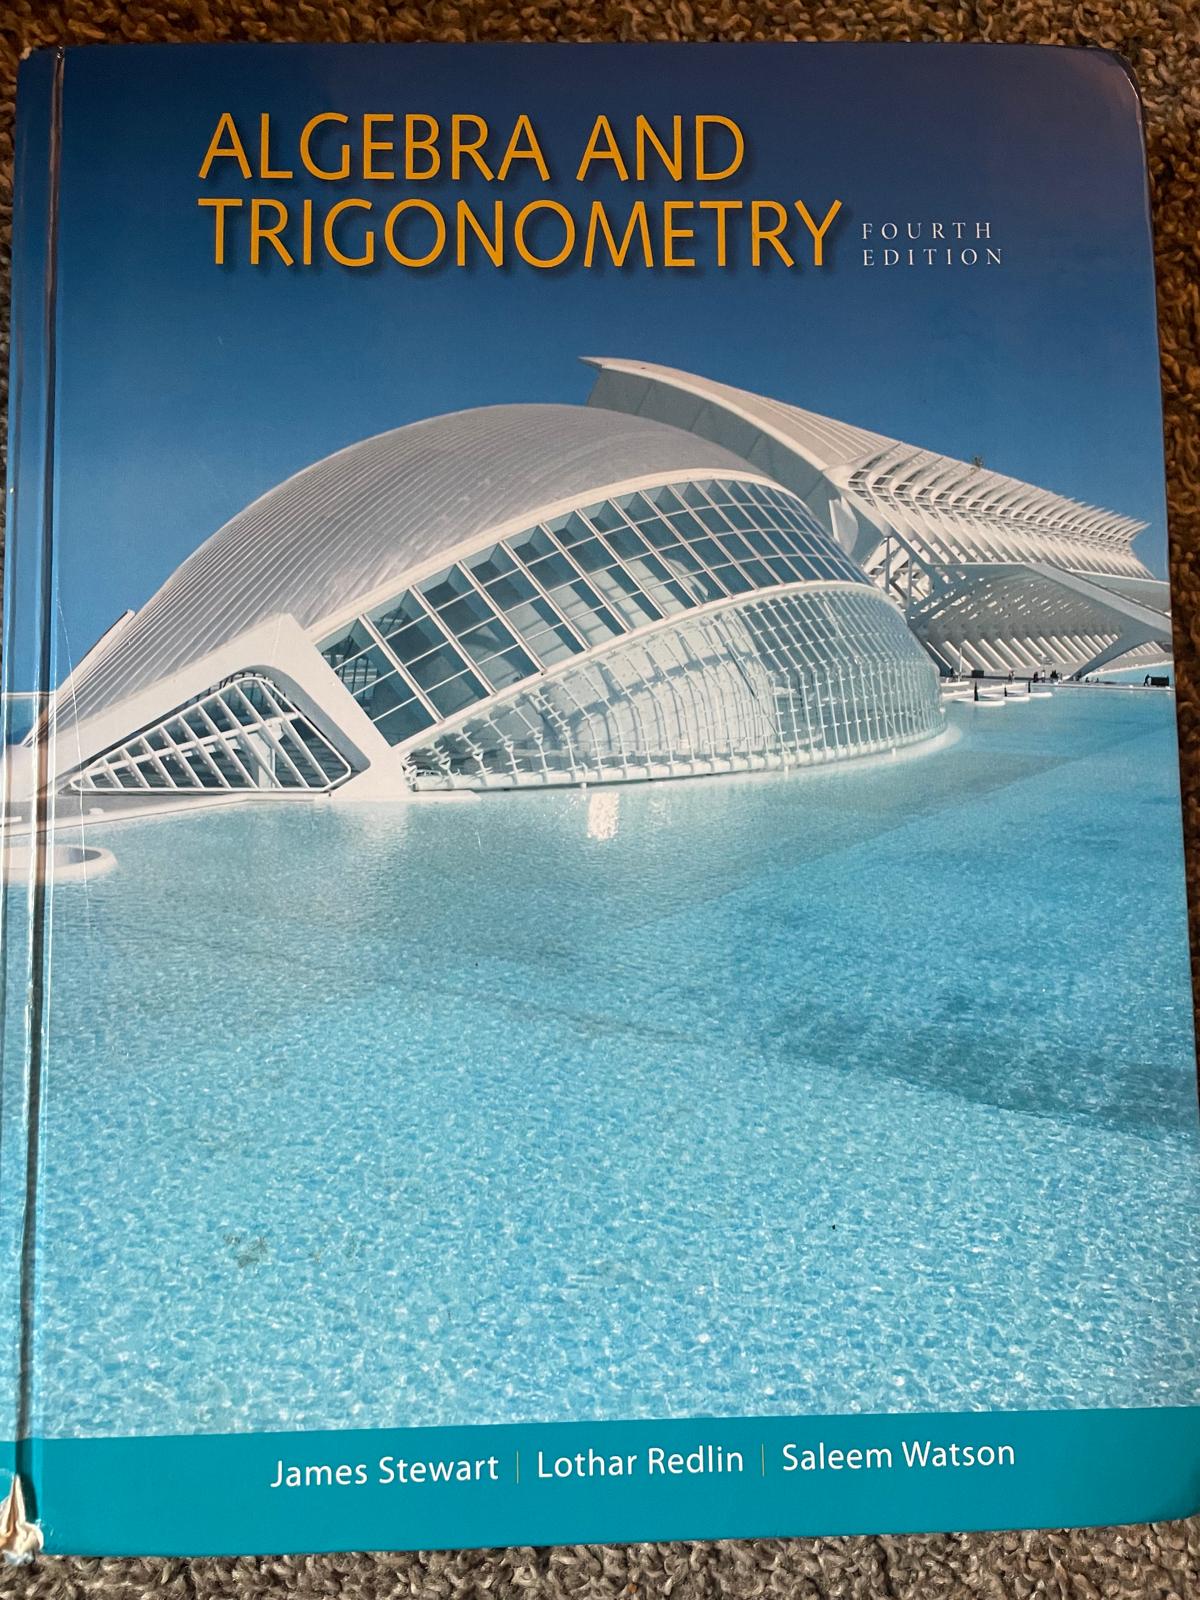 ALGEBRA AND
TRIGONOMETRY
FOURTH
EDITION
James Stewart | Lothar Redlin | Saleem Watson